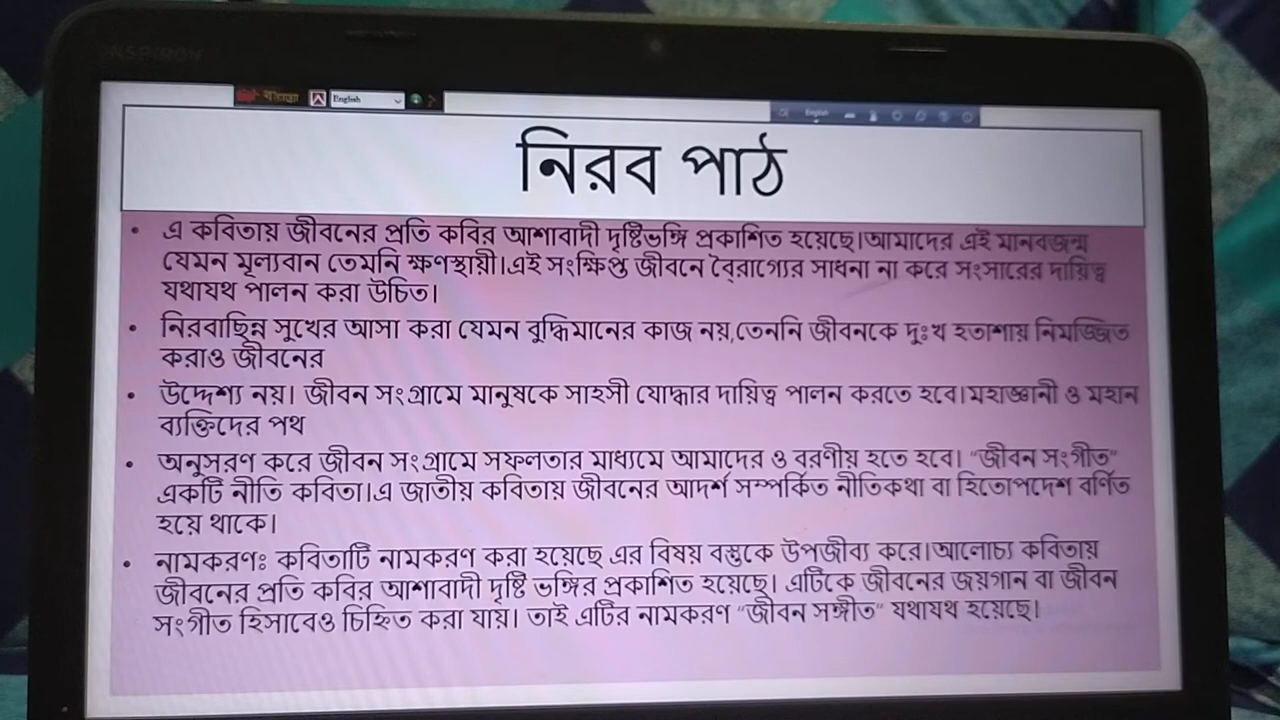 INSPIRON
English
English
নিরব পাঠ
• এ কবিতায় জীবনের প্রতি কবির আশাবাদী দৃষ্টিভঙ্গি প্রকাশিত হয়েছে।আমাদের এই মানবজন্ম
যেমন মূল্যবান তেমনি ক্ষণস্থায়ী।এই সংক্ষিপ্ত জীবনে বৈরাগ্যের সাধনা না করে সংসারের দায়িত্ব
যথাযথ পালন করা উচিত।
• নিরবাছিন্ন সুখের আসা করা যেমন বুদ্ধিমানের কাজ নয়,তেননি জীবনকে দুঃখ হতাশায় নিমজ্জিত
করাও জীবনের
• উদ্দেশ্য নয়। জীবন সংগ্রামে মানুষকে সাহসী যোদ্ধার দায়িত্ব পালন করতে হবে।মহাজ্ঞানী ও মহান
ব্যক্তিদের পথ
• অনুসরণ করে জীবন সংগ্রামে সফলতার মাধ্যমে আমাদের ও বরণীয় হতে হবে। “জীবন সংগীত”
একটি নীতি কবিতা।এ জাতীয় কবিতায় জীবনের আদর্শ সম্পর্কিত নীতিকথা বা হিতোপদেশ বর্ণিত
হয়ে থাকে।
• নামকরণঃ কবিতাটি নামকরণ করা হয়েছে এর বিষয় বস্তুকে উপজীব্য করে।আলোচ্য কবিতায়
জীবনের প্রতি কবির আশাবাদী দৃষ্টি ভঙ্গির প্রকাশিত হয়েছে। এটিকে জীবনের জয়গান বা জীবন
সংগীত হিসাবেও চিহ্নিত করা যায়। তাই এটির নামকরণ “জীবন সঙ্গীত” যথাযথ হয়েছে।